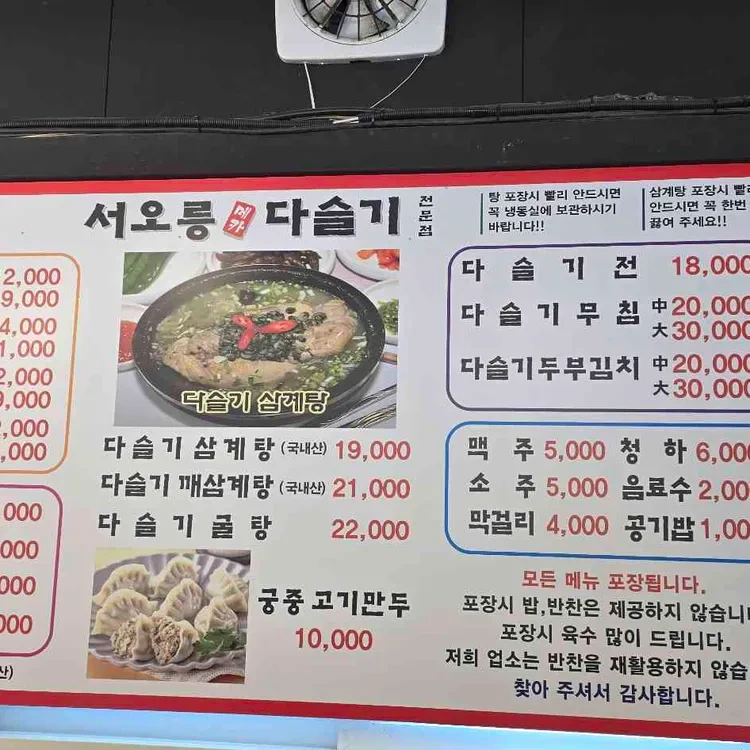 서오릉 메카 다슬기 전문점
탕 포장시 빨리 안드시면
꼭 냉동실에 보관하시기
바랍니다!!
삼계탕 포장시 빨리
안드시면 꼭 한번
끓여 주세요!!
2,000
9,000
4,000
1,000
2,000
9,000
2,000
,000
000
000
000
000
산)
다슬기 삼계탕
다슬기 삼계탕 (국내산) 19,000
다슬기 깨삼계탕 (국내산) 21,000
다슬기굴탕 22,000
궁중고기만두
10,000
다슬기전 18,000
다슬기무침 中 20,000
大 30,000
다슬기두부김치 中 20,000
大 30,000
맥주 5,000 청하 6,000
소주 5,000 음료수 2,00
막걸리 4,000 공기밥 1,00
모든 메뉴 포장됩니다.
포장시 밥,반찬은 제공하지 않습니다
포장시 육수 많이 드립니다.
저희 업소는 반찬을 재활용하지 않습
찾아 주셔서 감사합니다.